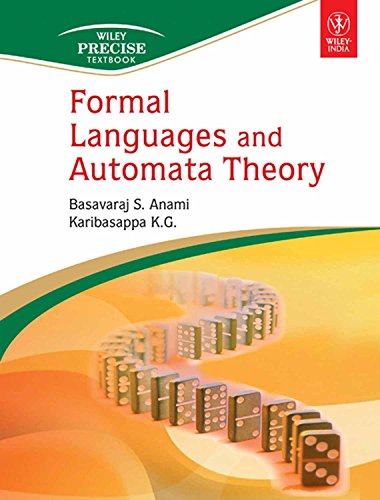 WILEY
PRECISE
TEXTBOOK
WILEY-
INDIA
Formal
Languages and
Automata Theory
Basavaraj S. Anami
Karibasappa K.G.